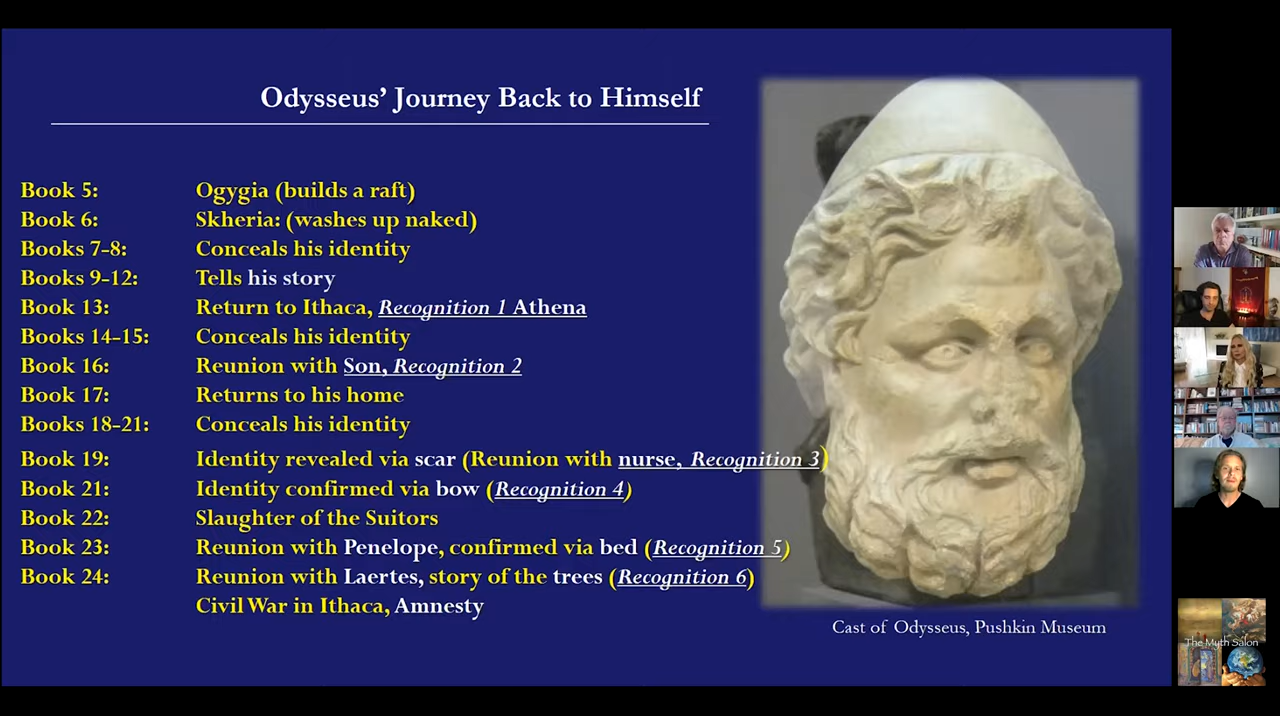 Odysseus’ Journey Back to Himself
Book 5: Ogygia (builds a raft)
Book 6: Skheria: (washes up naked)
Books 7-8: Conceals his identity
Books 9-12: Tells his story
Book 13: Return to Ithaca, Recognition 1 Athena
Books 14-15: Conceals his identity
Book 16: Reunion with Son, Recognition 2
Book 17: Returns to his home
Books 18-21: Conceals his identity
Book 19: Identity revealed via scar (Reunion with nurse, Recognition 3)
Book 21: Identity confirmed via bow (Recognition 4)
Book 22: Slaughter of the Suitors
Book 23: Reunion with Penelope, confirmed via bed (Recognition 5)
Book 24: Reunion with Laertes, story of the trees (Recognition 6)
Civil War in Ithaca, Amnesty
Cast of Odysseus, Pushkin Museum
The Myth Salon